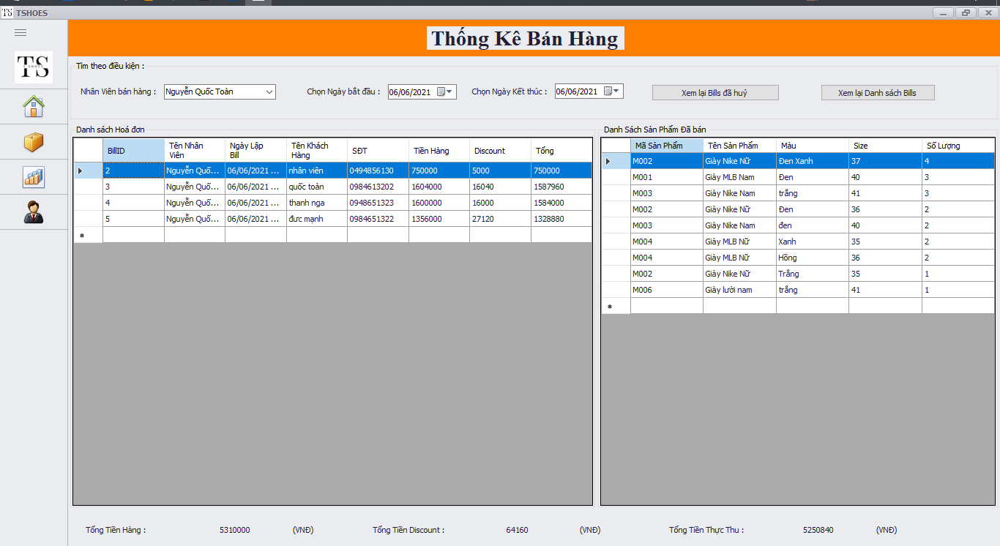 TS TSHOES
TS
SHOES
Thống Kê Bán Hàng
Tìm theo điều kiện :
Nhân Viên bán hàng : Nguyễn Quốc Toàn Chọn Ngày bắt đầu : 06/06/2021 Chọn Ngày Kết thúc : 06/06/2021 Xem lại Bills đã huỷ Xem lại Danh sách Bills
Danh sách Hoá đơn
BillID Tên Nhân Viên Ngày Lập Bill Tên Khách Hàng SĐT Tiền Hàng Discount Tổng
2 Nguyễn Quố... 06/06/2021 ... nhân viên 0494856130 750000 5000 750000
3 Nguyễn Quố... 06/06/2021 ... quốc toàn 0984613202 1604000 16040 1587960
4 Nguyễn Quố... 06/06/2021 ... thanh nga 0948651323 1600000 16000 1584000
5 Nguyễn Quố... 06/06/2021 ... đưc mạnh 0984651322 1356000 27120 1328880
Danh Sách Sản Phẩm Đã bán
Mã Sản Phẩm Tên Sản Phẩm Màu Size Số Lượng
M002 Giày Nike Nữ Đen Xanh 37 4
M001 Giày MLB Nam Đen 40 3
M003 Giày Nike Nam trắng 41 3
M002 Giày Nike Nữ Đen 36 2
M003 Giày Nike Nam đen 40 2
M004 Giày MLB Nữ Xanh 35 2
M004 Giày MLB Nữ Hồng 36 2
M002 Giày Nike Nữ Trắng 35 1
M006 Giày lười nam trắng 41 1
Tổng Tiền Hàng : 5310000 (VNĐ) Tổng Tiền Discount : 64160 (VNĐ) Tổng Tiền Thực Thu : 5250840 (VNĐ)